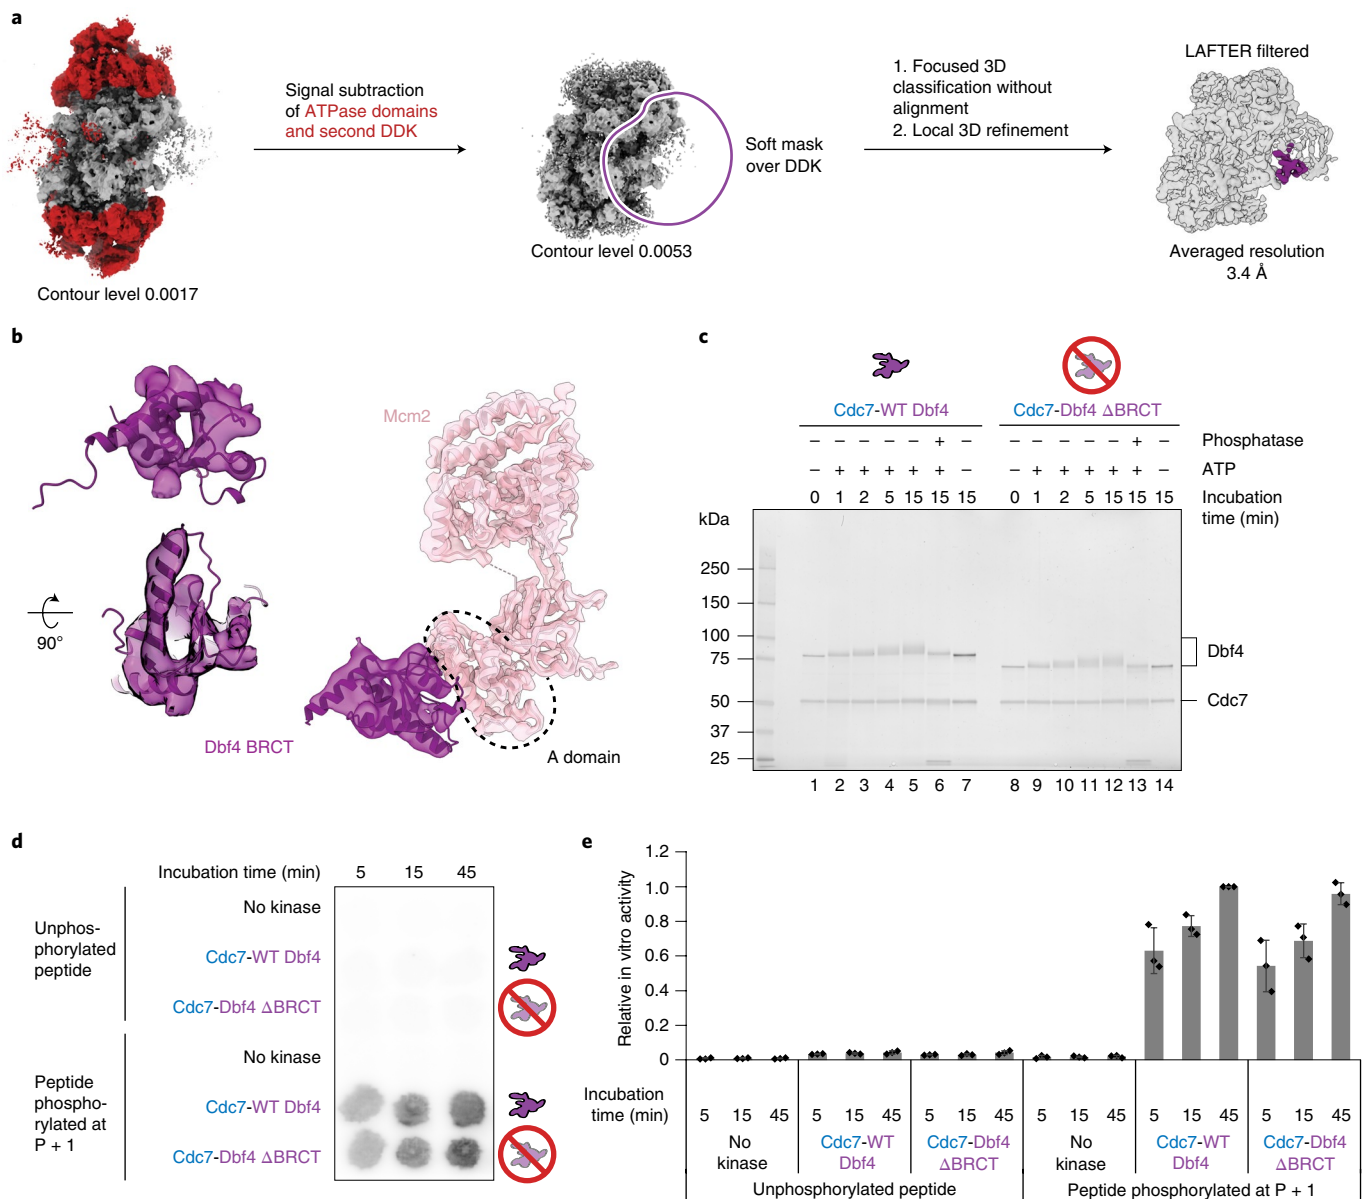 a
Signal subtraction
of ATPase domains
and second DDK
Contour level 0.0017
Soft mask
over DDK
Contour level 0.0053
1. Focused 3D
classification without
alignment
2. Local 3D refinement
LAFTER filtered
Averaged resolution
3.4 Å
b
90°
Dbf4 BRCT
Mcm2
A domain
c
Cdc7-WT Dbf4
Cdc7-Dbf4 ΔBRCT
– – – – – + – – – – – – + – Phosphatase
– + + + + + – – + + + + + – ATP
0 1 2 5 15 15 15 0 1 2 5 15 15 15 Incubation
time (min)
kDa
250
150
100
75
50
37
25
Dbf4
Cdc7
1 2 3 4 5 6 7 8 9 10 11 12 13 14
d
Incubation time (min) 5 15 45
Unphos-
phorylated
peptide
No kinase
Cdc7-WT Dbf4
Cdc7-Dbf4 ΔBRCT
Peptide
phospho-
rylated at
P + 1
No kinase
Cdc7-WT Dbf4
Cdc7-Dbf4 ΔBRCT
e
Relative in vitro activity
1.2
1.0
0.8
0.6
0.4
0.2
0
Incubation
time (min)
5 15 45 5 15 45 5 15 45 5 15 45 5 15 45 5 15 45
No
kinase
Cdc7-WT
Dbf4
Cdc7-Dbf4
ΔBRCT
No
kinase
Cdc7-WT
Dbf4
Cdc7-Dbf4
ΔBRCT
Unphosphorylated peptide
Peptide phosphorylated at P + 1